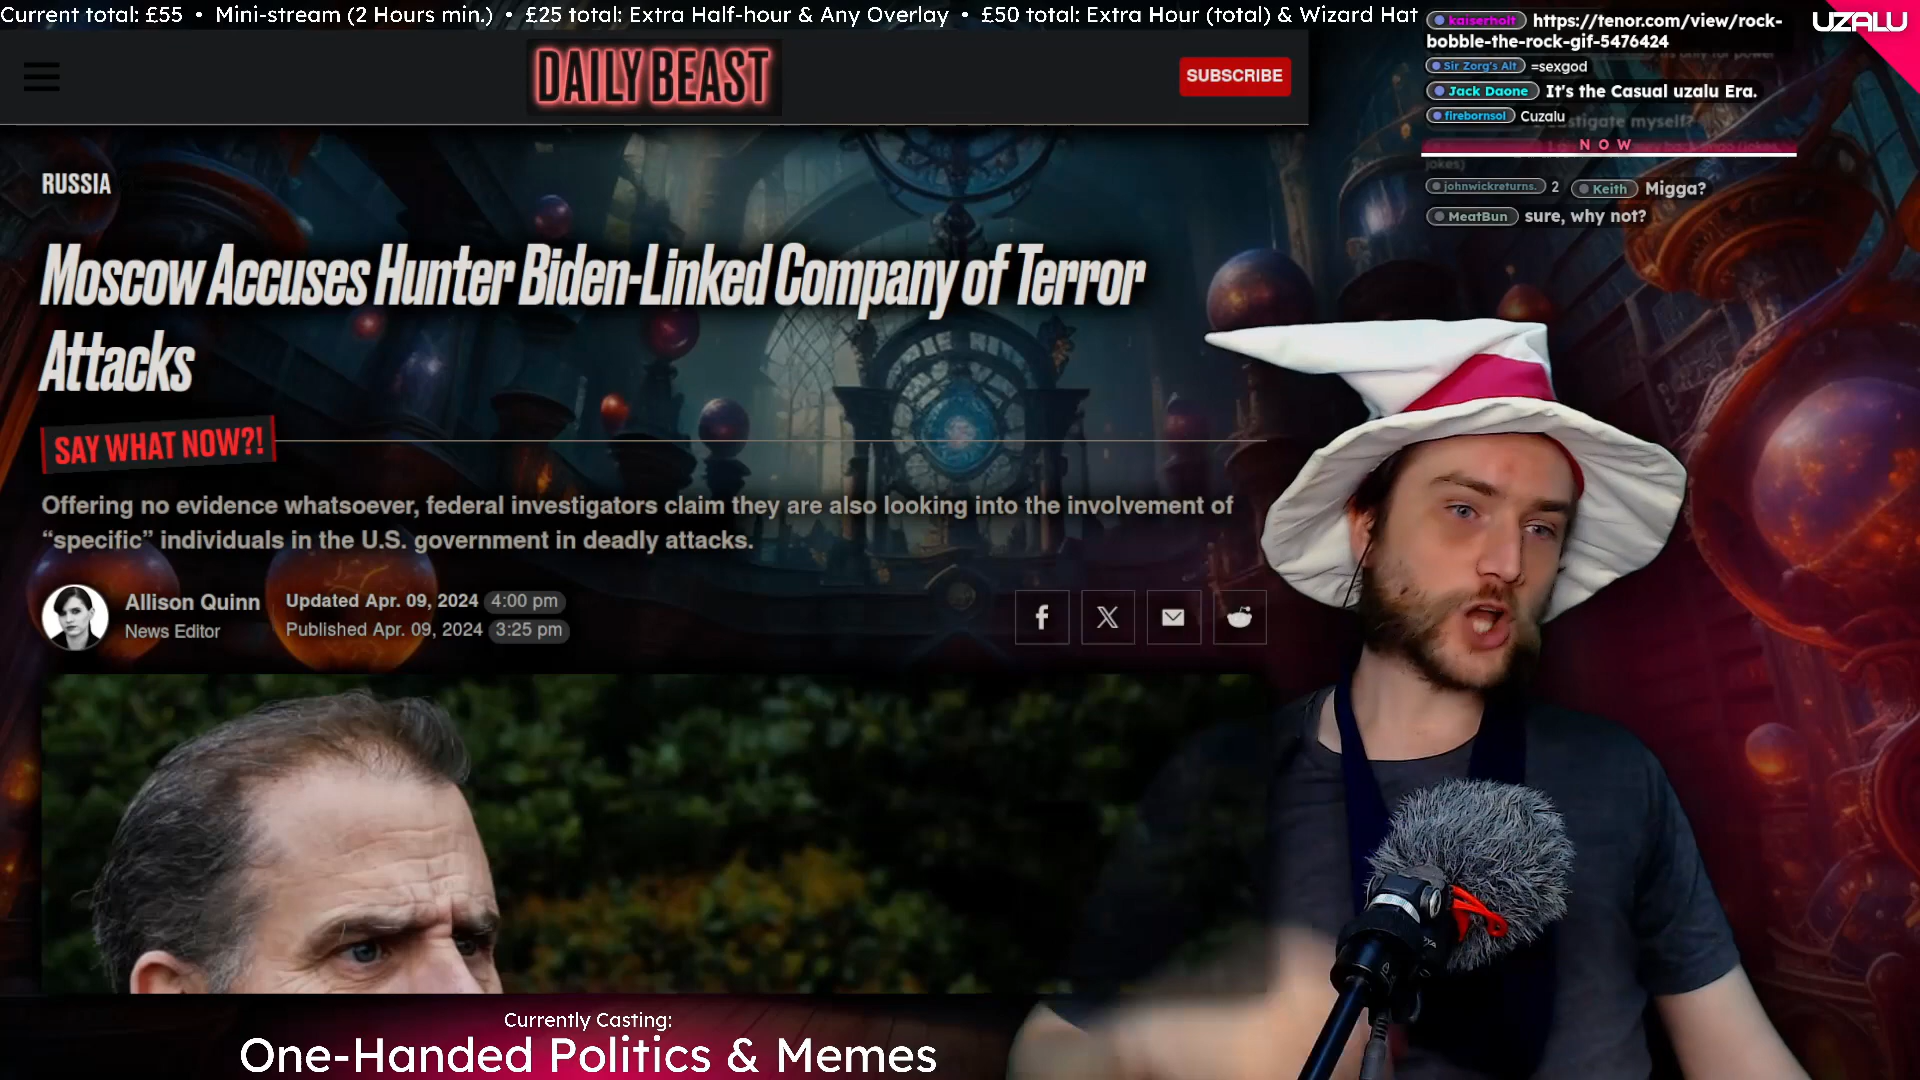 Current total: £55 • Mini-stream (2 Hours min.) • £25 total: Extra Half-hour & Any Overlay • £50 total: Extra Hour (total) & Wizard Hat
UZALU
kaiserholt https://tenor.com/view/rock-
bobble-the-rock-gif-5476424
Sir Zorg's Alt =sexgod
Jack Daone It's the Casual uzalu Era.
firebornsol Cuzalu
NOW
johnwickreturns. 2 Keith Migga?
MeatBun sure, why not?
DAILY BEAST
SUBSCRIBE
RUSSIA
Moscow Accuses Hunter Biden-Linked Company of Terror
Attacks
SAY WHAT NOW?!
Offering no evidence whatsoever, federal investigators claim they are also looking into the involvement of
“specific” individuals in the U.S. government in deadly attacks.
Allison Quinn
News Editor
Updated Apr. 09, 2024 4:00 pm
Published Apr. 09, 2024 3:25 pm
Currently Casting:
One-Handed Politics & Memes